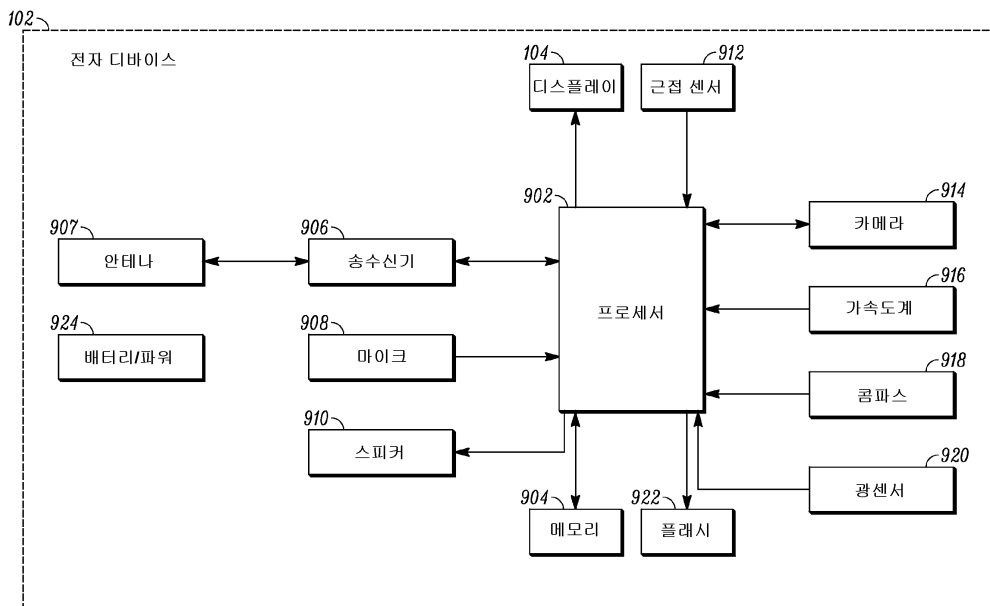 102
전자 디바이스
104
디스플레이
912
근접 센서
902
프로세서
914
카메라
907
안테나
906
송수신기
916
가속도계
924
배터리/파워
908
마이크
918
콤파스
910
스피커
920
광센서
904
메모리
922
플래시